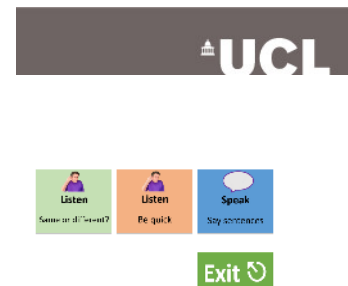 UCL
Listen Listen Speak
Same or different? Be quick Say sentences
Exit